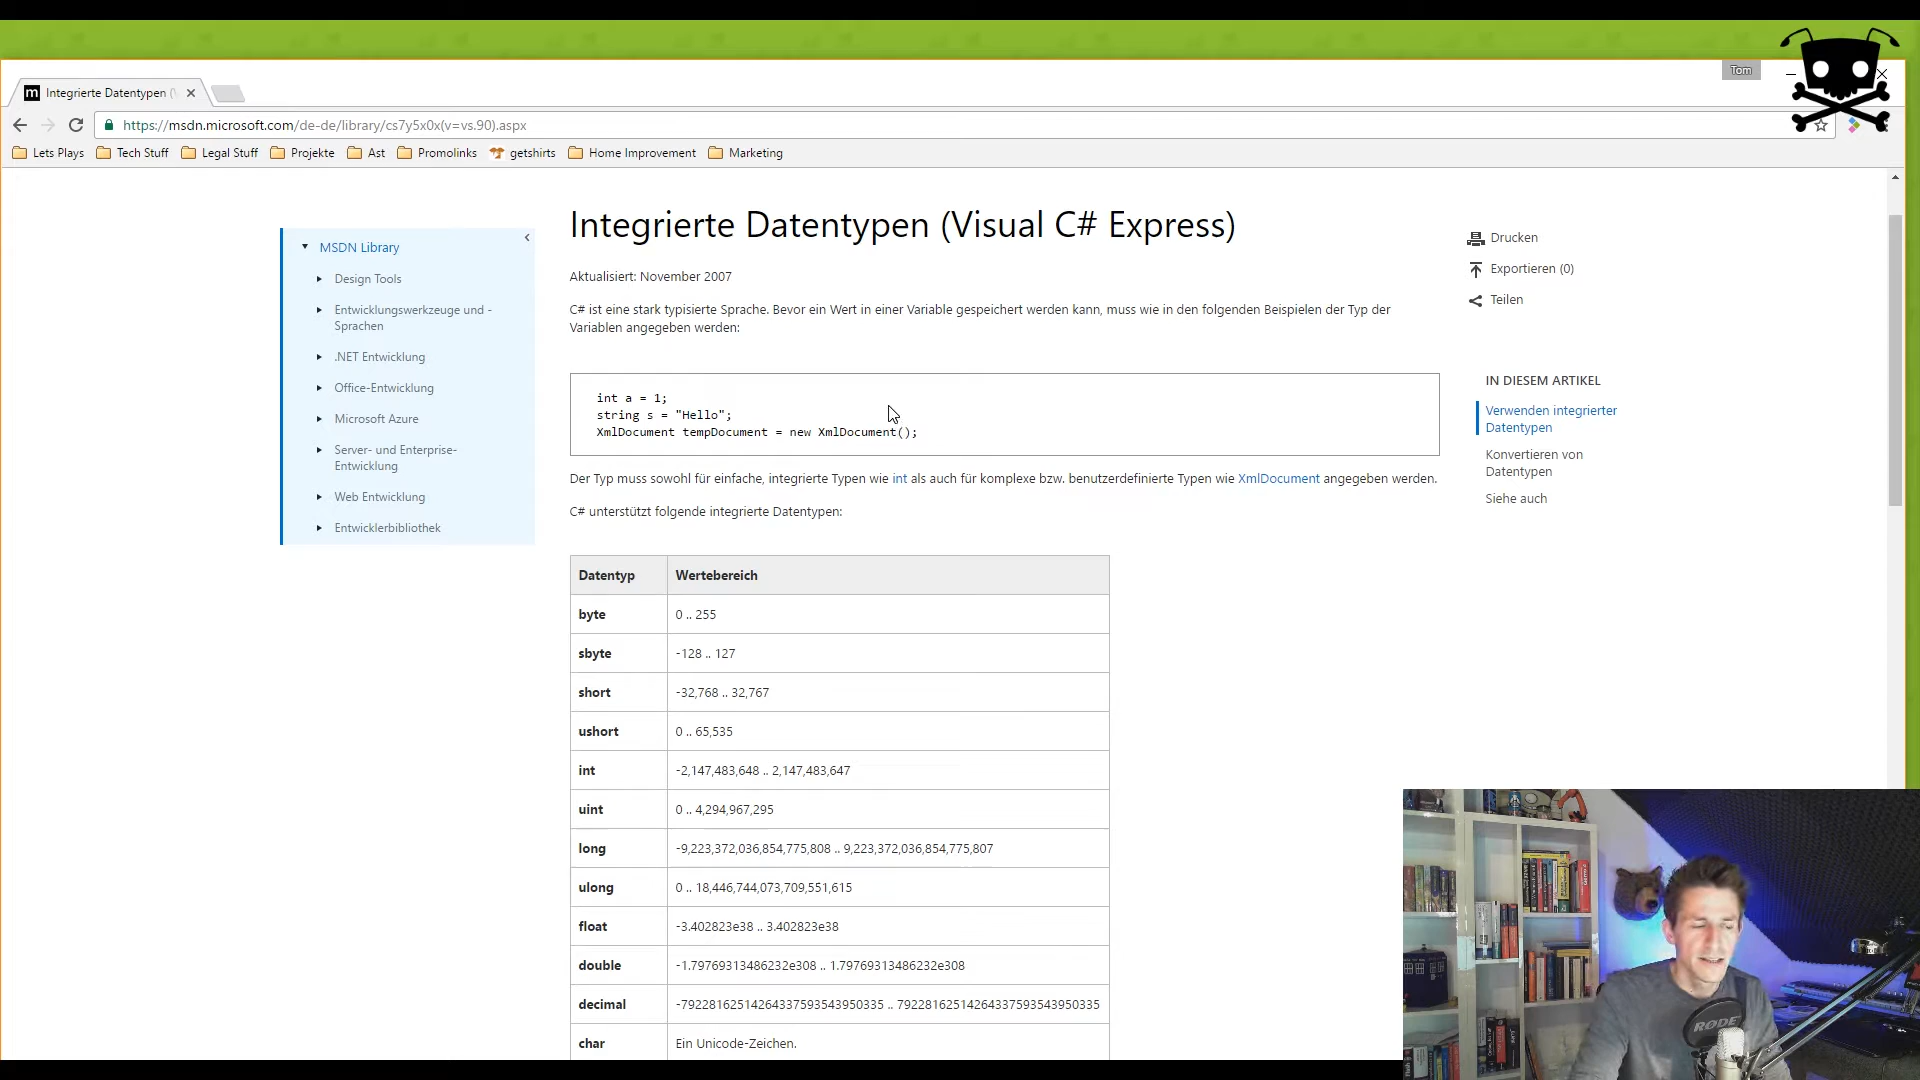 Tom
Integrierte Datentypen (
https://msdn.microsoft.com/de-de/library/cs7y5x0x(v=vs.90).aspx
Lets Plays
Tech Stuff
Legal Stuff
Projekte
Ast
Promolinks
getshirts
Home Improvement
Marketing
MSDN Library
Design Tools
Entwicklungswerkzeuge und -
Sprachen
.NET Entwicklung
Office-Entwicklung
Microsoft Azure
Server- und Enterprise-
Entwicklung
Web Entwicklung
Entwicklerbibliothek
Integrierte Datentypen (Visual C# Express)
Aktualisiert: November 2007
C# ist eine stark typisierte Sprache. Bevor ein Wert in einer Variable gespeichert werden kann, muss wie in den folgenden Beispielen der Typ der
Variablen angegeben werden:
int a = 1;
string s = "Hello";
XmlDocument tempDocument = new XmlDocument();
Der Typ muss sowohl für einfache, integrierte Typen wie int als auch für komplexe bzw. benutzerdefinierte Typen wie XmlDocument angegeben werden.
C# unterstützt folgende integrierte Datentypen:
Datentyp Wertebereich
byte 0 .. 255
sbyte -128 .. 127
short -32,768 .. 32,767
ushort 0 .. 65,535
int -2,147,483,648 .. 2,147,483,647
uint 0 .. 4,294,967,295
long -9,223,372,036,854,775,808 .. 9,223,372,036,854,775,807
ulong 0 .. 18,446,744,073,709,551,615
float -3.402823e38 .. 3.402823e38
double -1.79769313486232e308 .. 1.79769313486232e308
decimal -79228162514264337593543950335 .. 79228162514264337593543950335
char Ein Unicode-Zeichen.
Drucken
Exportieren (0)
Teilen
IN DIESEM ARTIKEL
Verwenden integrierter
Datentypen
Konvertieren von
Datentypen
Siehe auch
RØDE